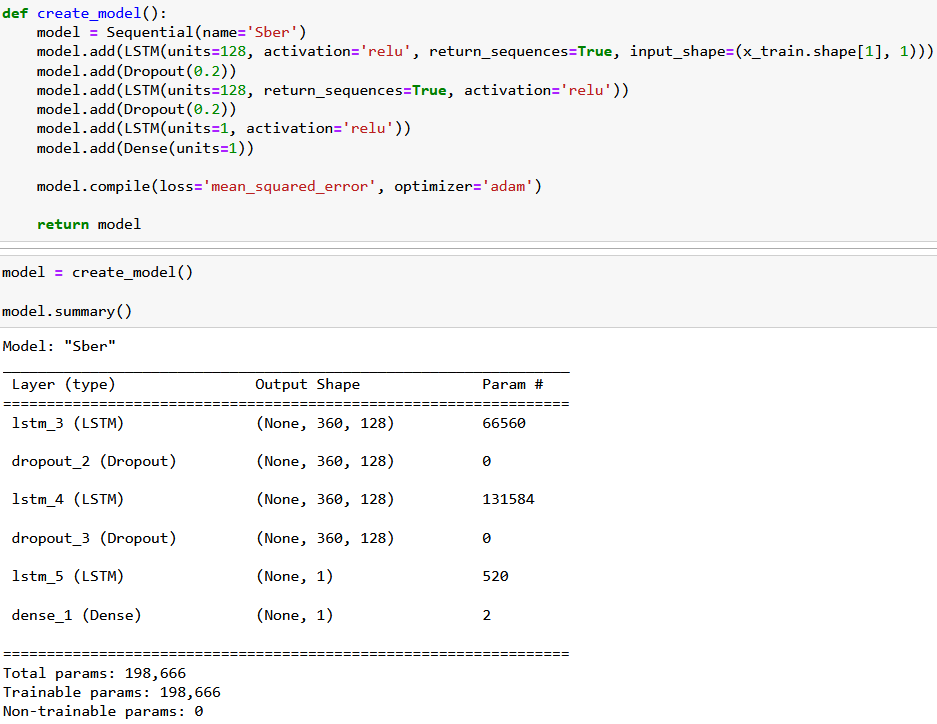 def create_model():
    model = Sequential(name='Sber')
    model.add(LSTM(units=128, activation='relu', return_sequences=True, input_shape=(x_train.shape[1], 1)))
    model.add(Dropout(0.2))
    model.add(LSTM(units=128, return_sequences=True, activation='relu'))
    model.add(Dropout(0.2))
    model.add(LSTM(units=1, activation='relu'))
    model.add(Dense(units=1))
    model.compile(loss='mean_squared_error', optimizer='adam')
    return model
model = create_model()
model.summary()
Model: "Sber"
_________________________________________________________________
 Layer (type)                Output Shape              Param #
=================================================================
 lstm_3 (LSTM)               (None, 360, 128)          66560
 dropout_2 (Dropout)         (None, 360, 128)          0
 lstm_4 (LSTM)               (None, 360, 128)          131584
 dropout_3 (Dropout)         (None, 360, 128)          0
 lstm_5 (LSTM)               (None, 1)                 520
 dense_1 (Dense)             (None, 1)                 2
=================================================================
Total params: 198,666
Trainable params: 198,666
Non-trainable params: 0